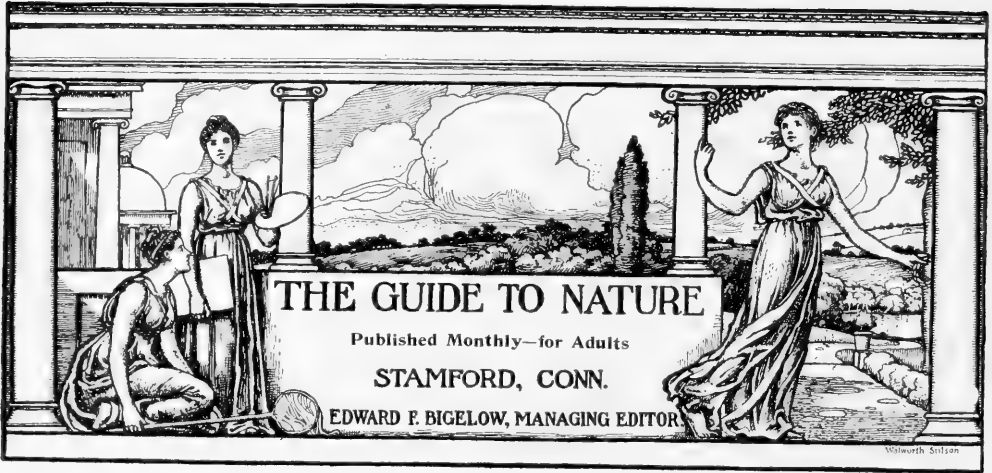 THE GUIDE TO NATURE
Published Monthly—for Adults
STAMFORD, CONN.
EDWARD F. BIGELOW, MANAGING EDITOR
Walworth Stilson